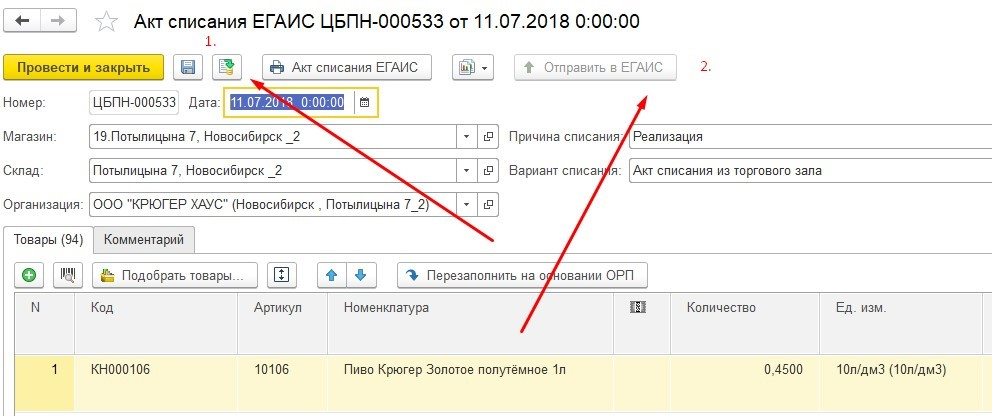 Акт списания ЕГАИС ЦБПН-000533 от 11.07.2018 0:00:00
1.
Провести и закрыть Акт списания ЕГАИС Отправить в ЕГАИС 2.
Номер: ЦБПН-000533 Дата: 11.07.2018 0:00:00
Магазин: 19.Потылицына 7, Новосибирск _2 Причина списания: Реализация
Склад: Потылицына 7, Новосибирск _2 Вариант списания: Акт списания из торгового зала
Организация: ООО "КРЮГЕР ХАУС" (Новосибирск , Потылицына 7_2)
Товары (94) Комментарий
Подобрать товары... Перезаполнить на основании ОРП
N Код Артикул Номенклатура Количество Ед. изм.
1 КН000106 10106 Пиво Крюгер Золотое полутёмное 1л 0,4500 10л/дм3 (10л/дм3)